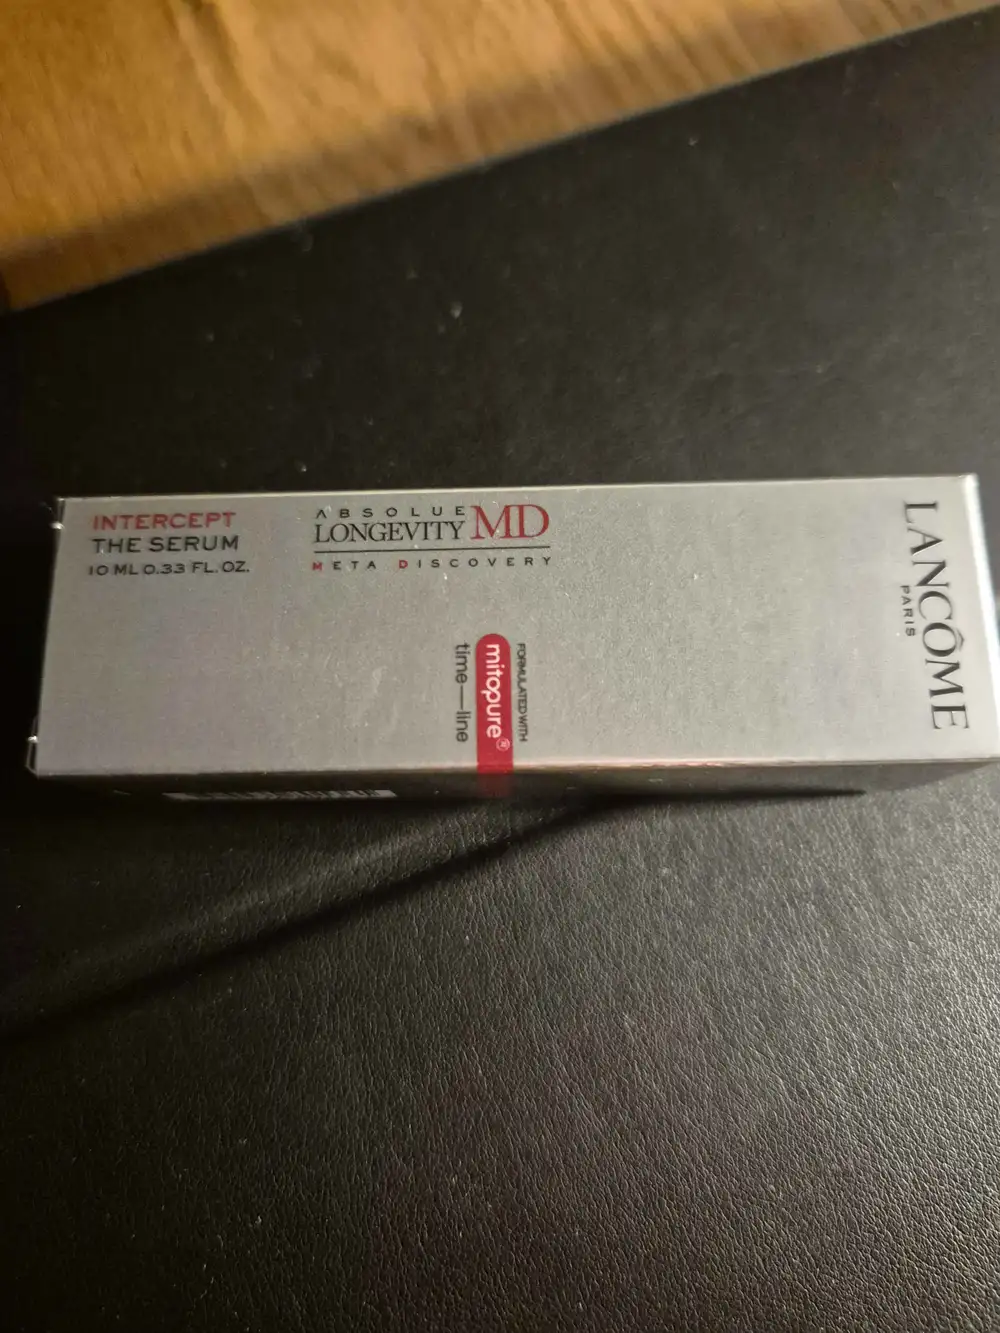 INTERCEPT
THE SERUM
10 ML 0.33 FL. OZ.
ABSOLUE
LONGEVITY MD
META DISCOVERY
FORMULATED WITH
mitopure®
time—line
LANCÔME
PARIS